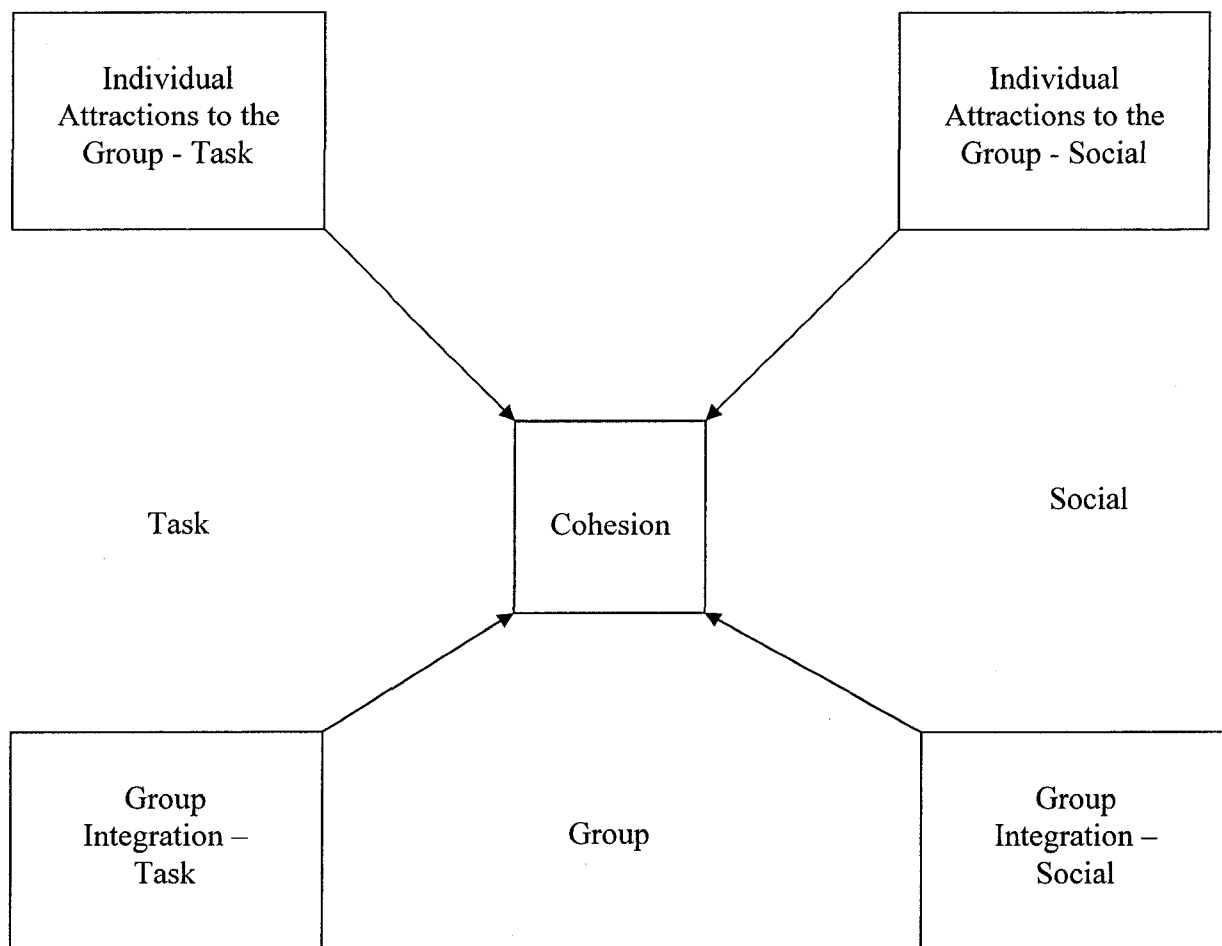 Individual
Attractions to the
Group - Task
Individual
Attractions to the
Group - Social
Task
Cohesion
Social
Group
Integration –
Task
Group
Group
Integration –
Social